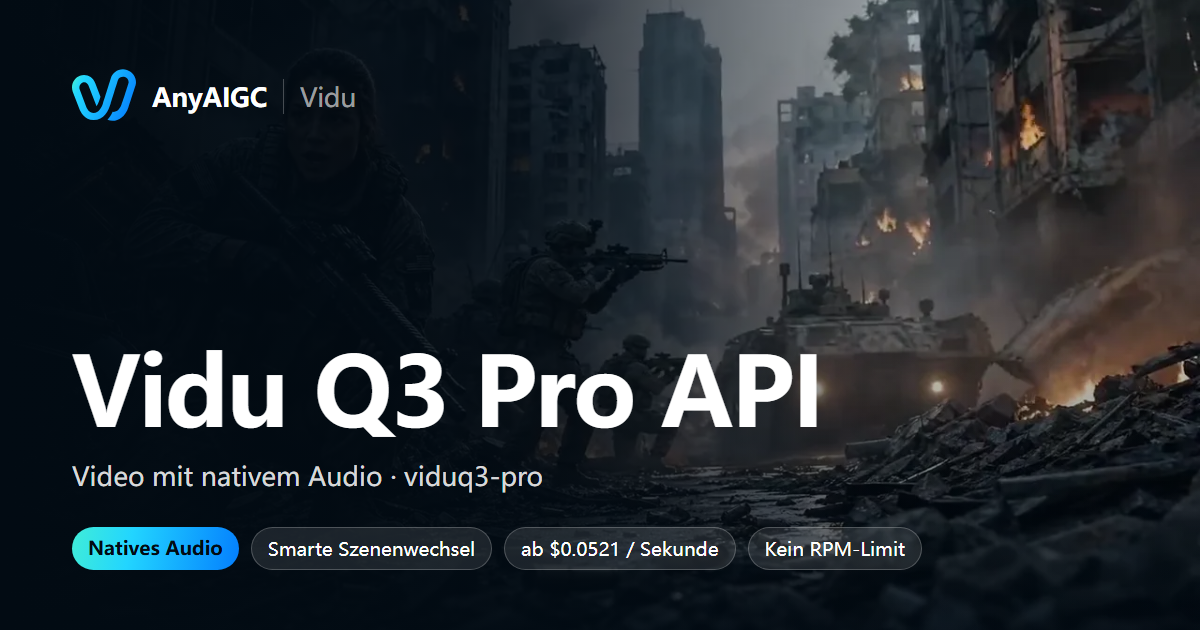 AnyAIGC | Vidu
Vidu Q3 Pro API
Video mit nativem Audio · viduq3-pro
Natives Audio
Smarte Szenenwechsel
ab $0.0521 / Sekunde
Kein RPM-Limit